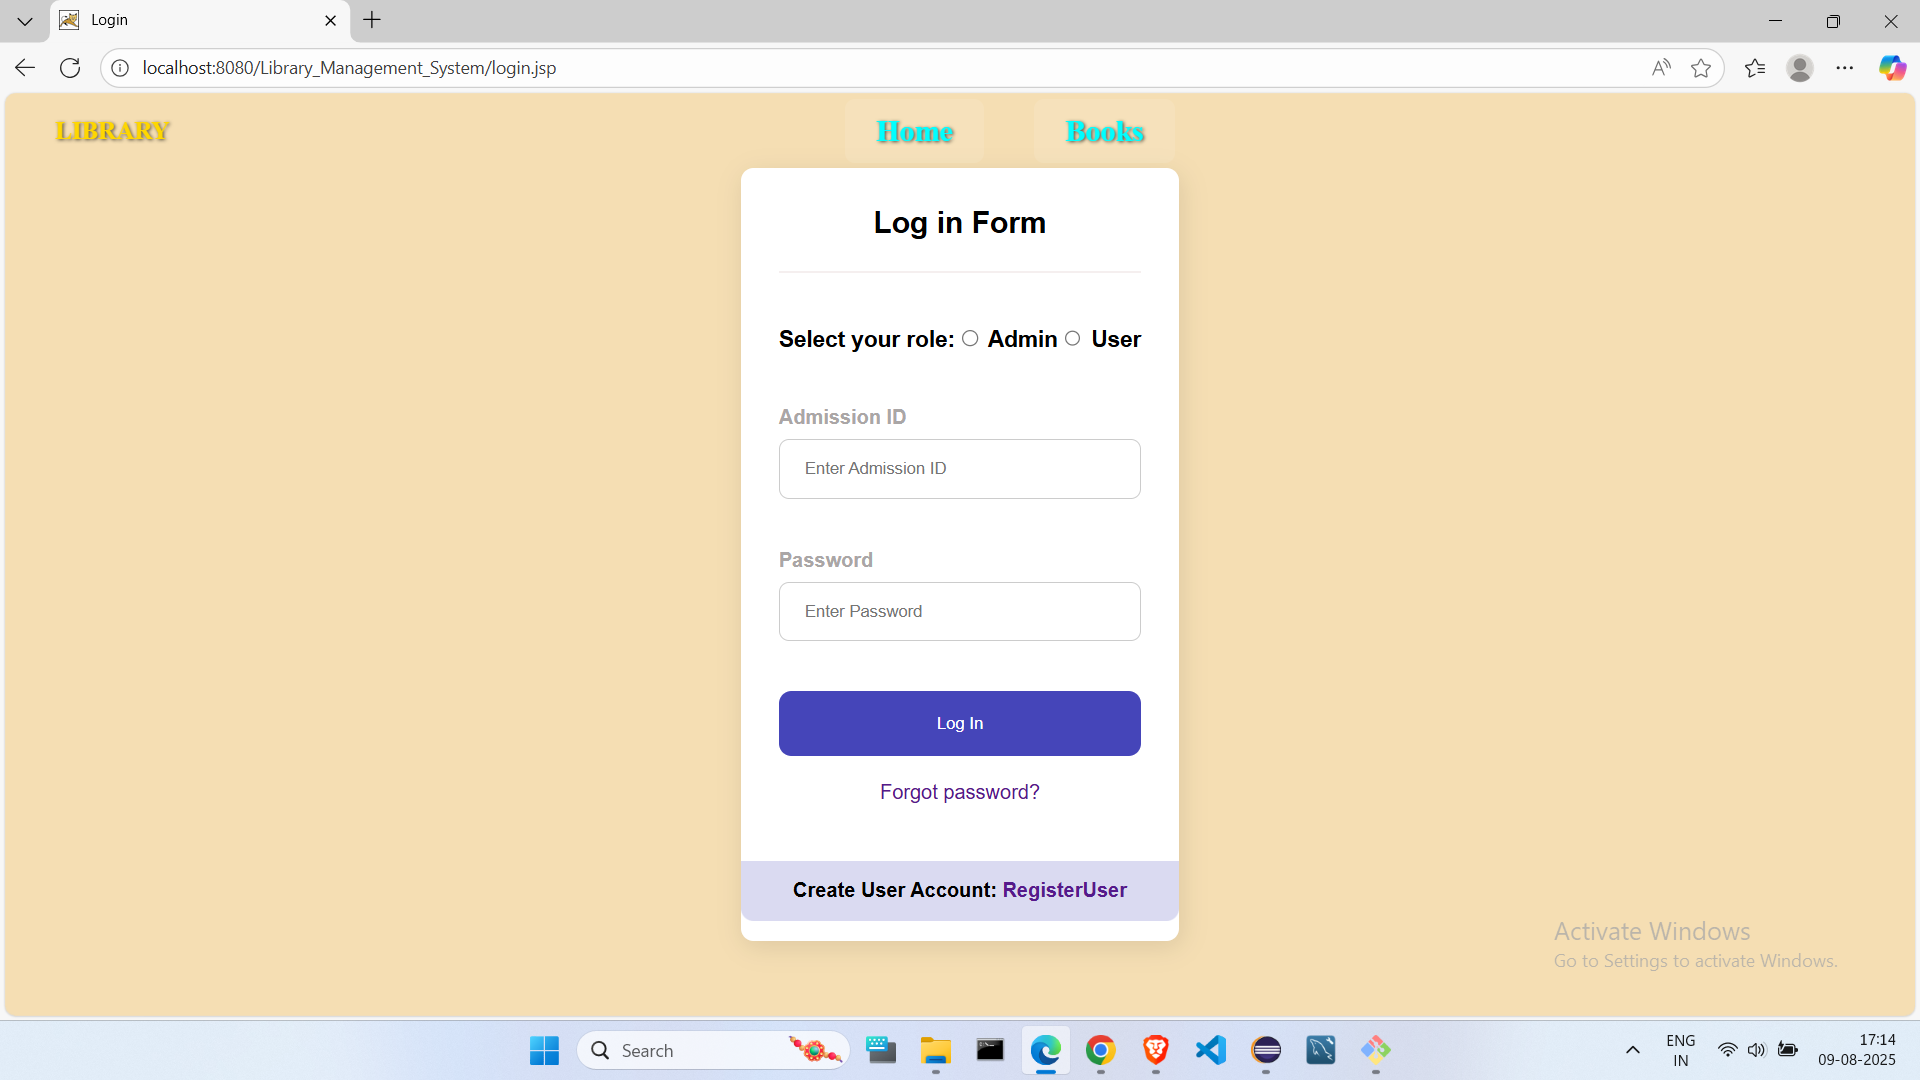 Login
localhost:8080/Library_Management_System/login.jsp
LIBRARY
Home
Books
Log in Form
Select your role: Admin User
Admission ID
Enter Admission ID
Password
Enter Password
Log In
Forgot password?
Create User Account: RegisterUser
Activate Windows
Go to Settings to activate Windows.
Search
ENG
IN
17:14
09-08-2025